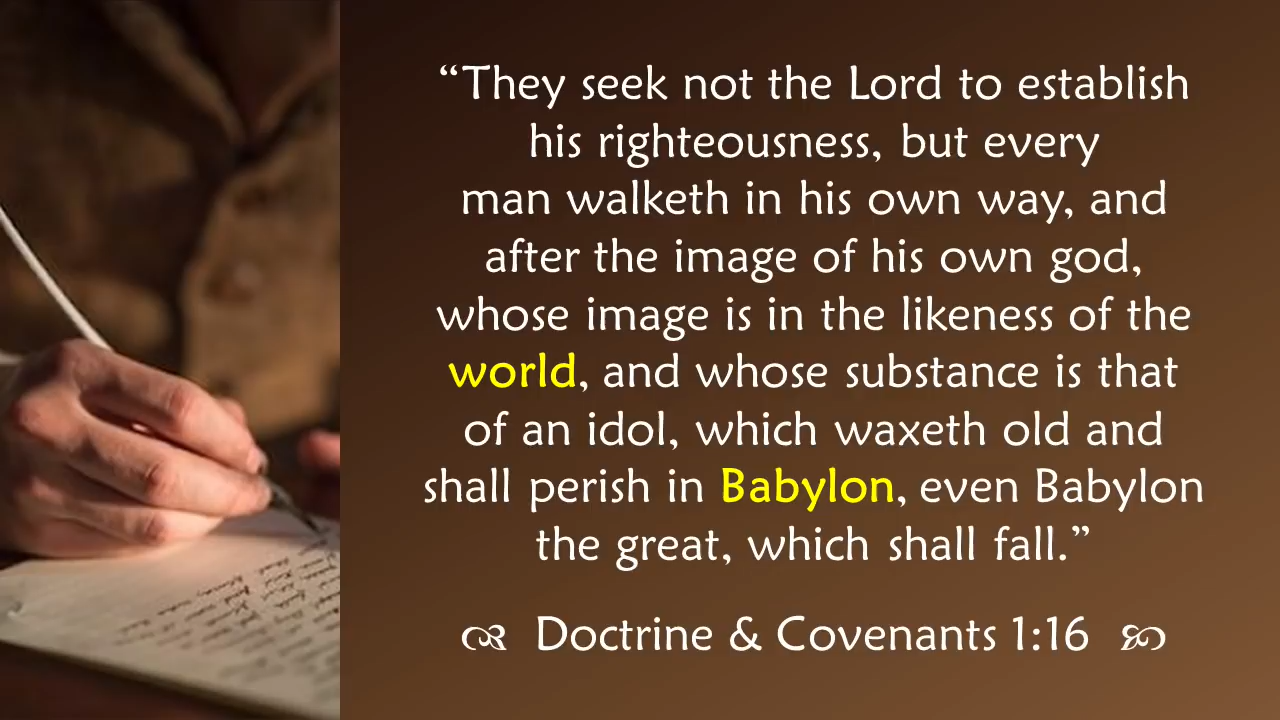 “They seek not the Lord to establish
his righteousness, but every
man walketh in his own way, and
after the image of his own god,
whose image is in the likeness of the
world, and whose substance is that
of an idol, which waxeth old and
shall perish in Babylon, even Babylon
the great, which shall fall.”
Doctrine & Covenants 1:16